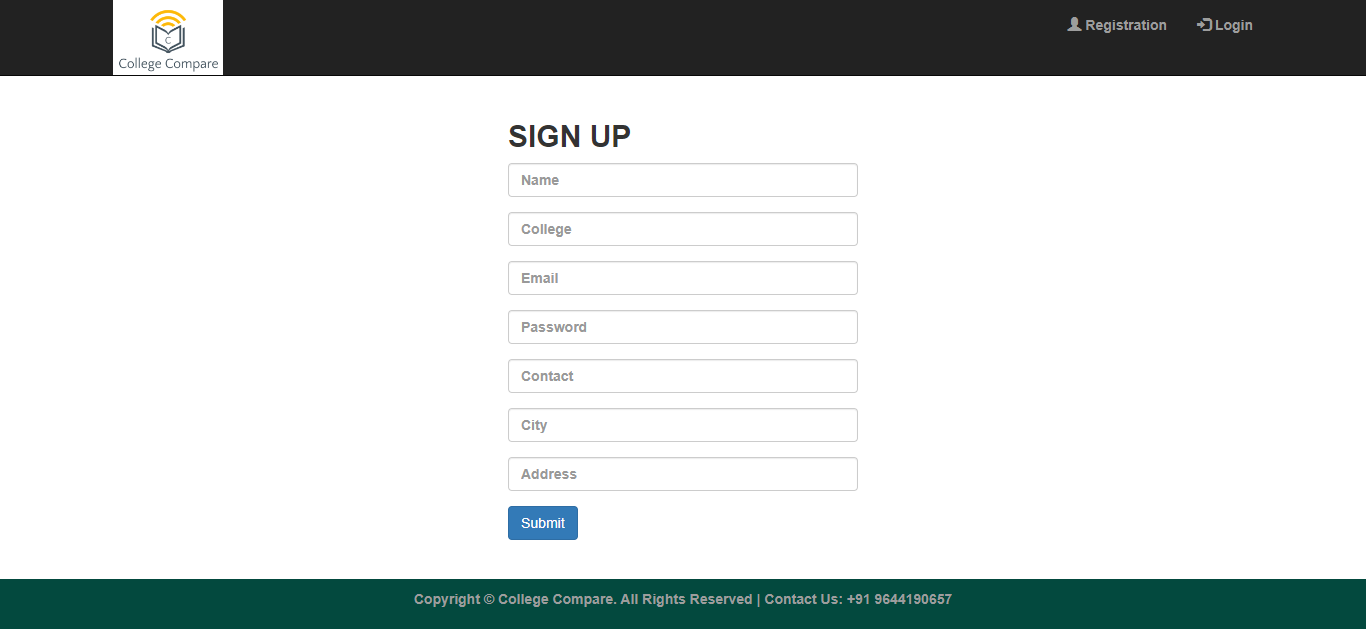 C
College Compare
Registration
Login
SIGN UP
Name
College
Email
Password
Contact
City
Address
Submit
Copyright © College Compare. All Rights Reserved | Contact Us: +91 9644190657